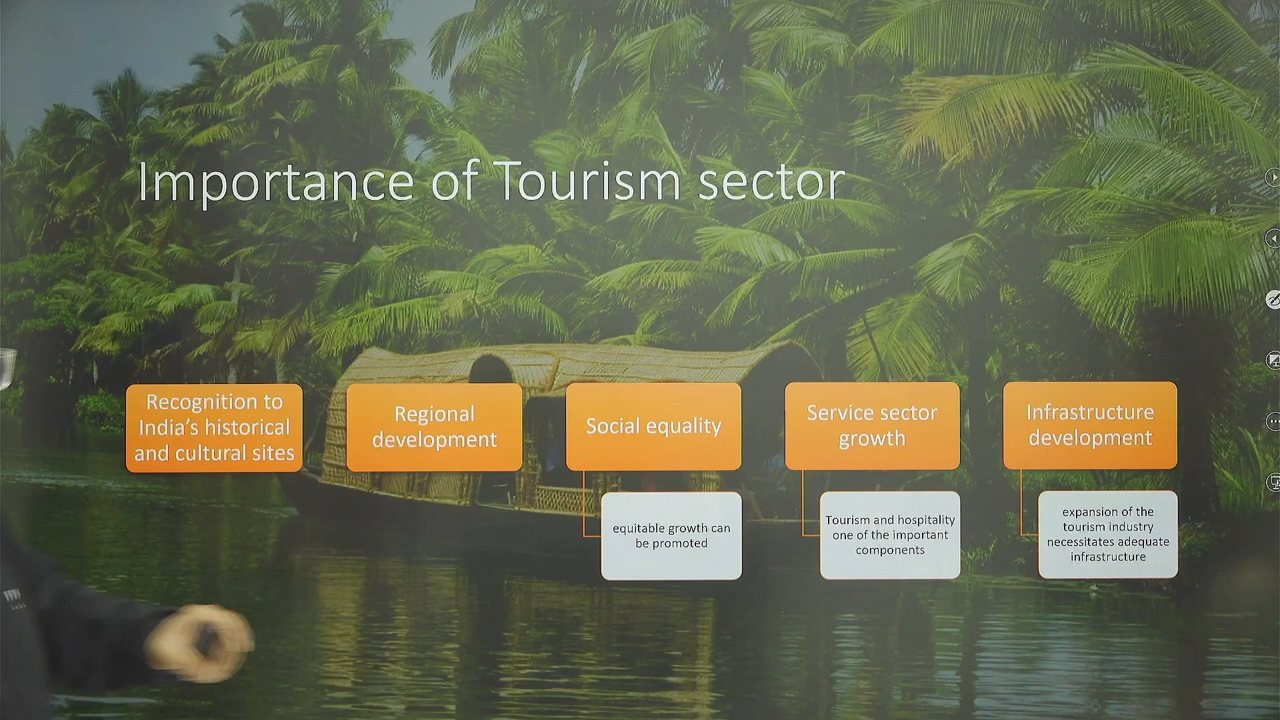 Importance of Tourism sector
Recognition to
India's historical
and cultural sites
Regional
development
Social equality
equitable growth can
be promoted
Service sector
growth
Tourism and hospitality
one of the important
components
Infrastructure
development
expansion of the
tourism industry
necessitates adequate
infrastructure